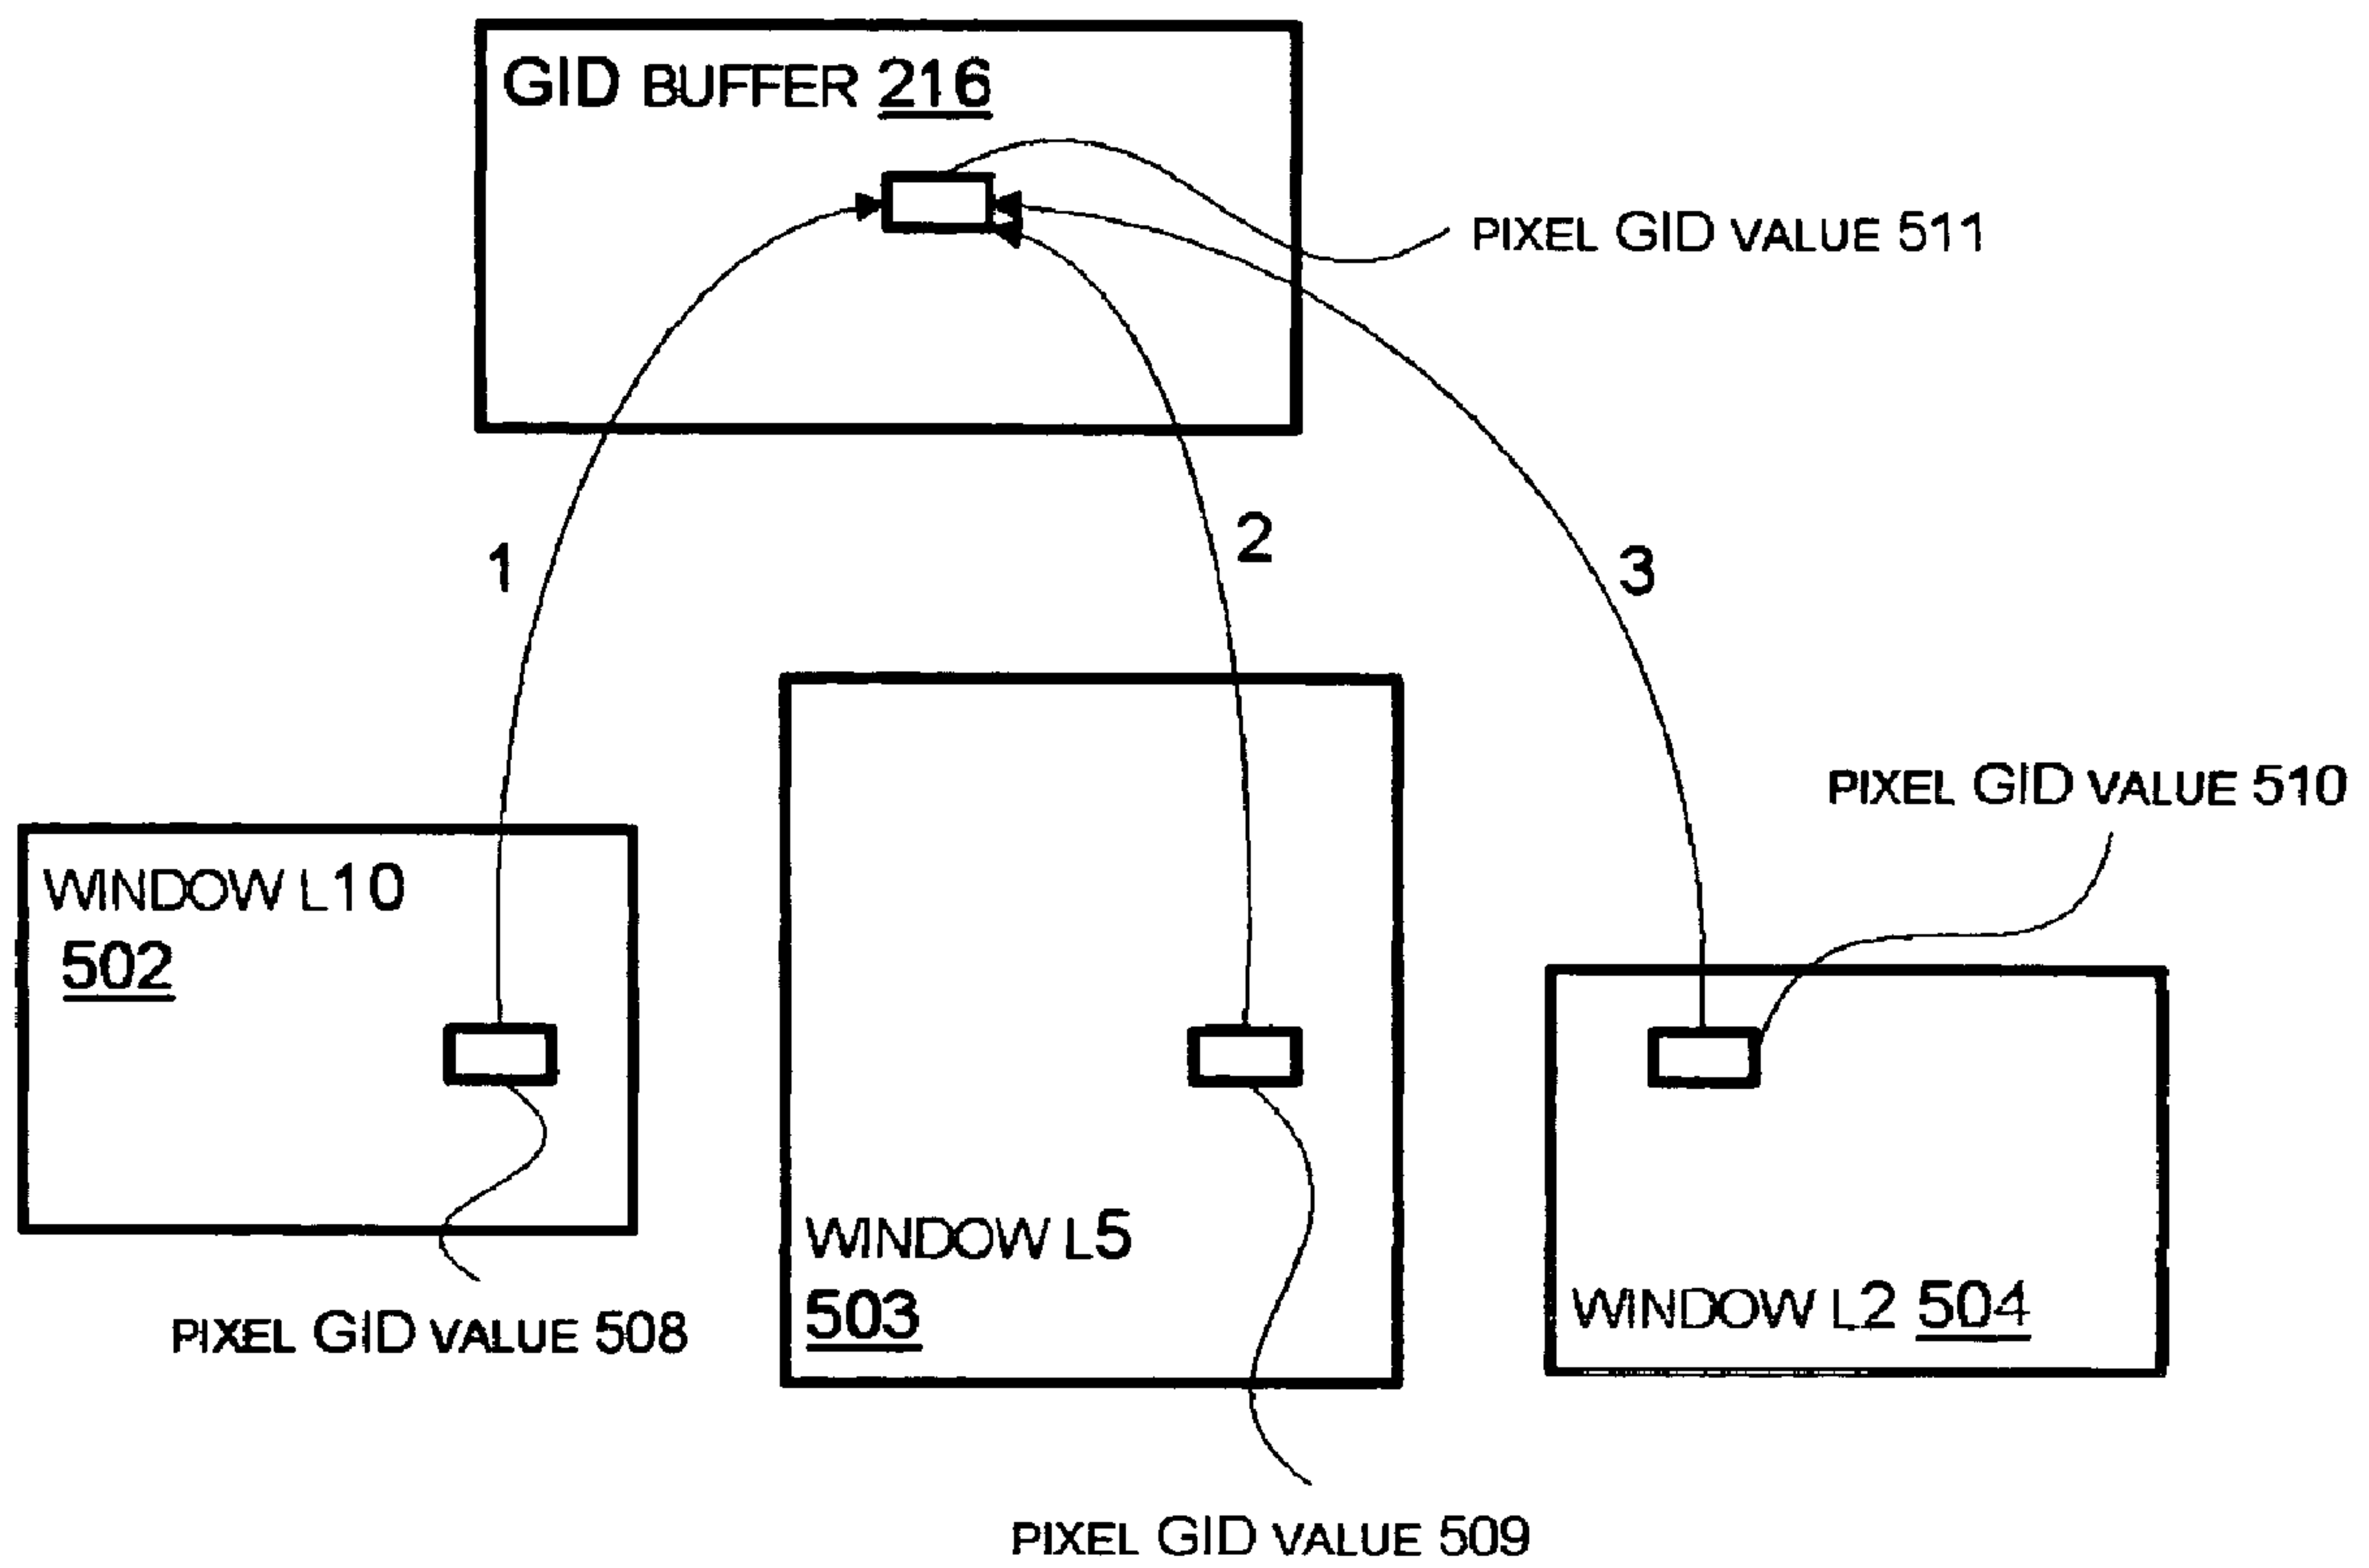 GID BUFFER 216
PIXEL GID VALUE 511
1
2
3
PIXEL GID VALUE 510
WINDOW L10
502
WINDOW L5
503
WINDOW L2 504
PIXEL GID VALUE 508
PIXEL GID VALUE 509